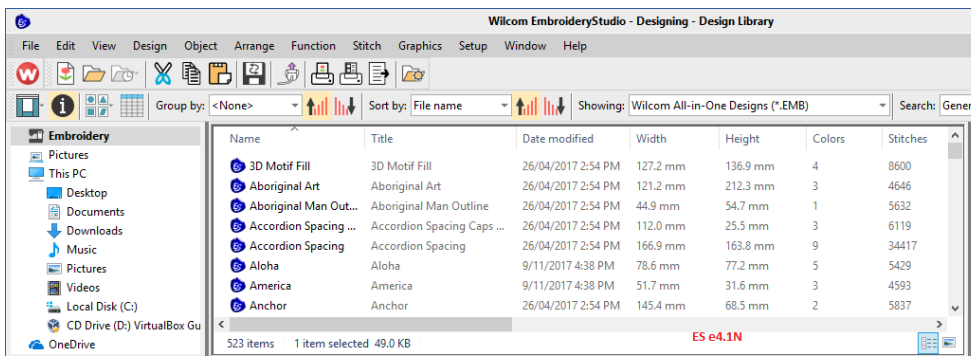 Wilcom EmbroideryStudio - Designing - Design Library
File Edit View Design Object Arrange Function Stitch Graphics Setup Window Help
Group by: <None> Sort by: File name Showing: Wilcom All-in-One Designs (*.EMB) Search: Gener
Embroidery
Pictures
This PC
Desktop
Documents
Downloads
Music
Pictures
Videos
Local Disk (C:)
CD Drive (D:) VirtualBox Gu
OneDrive
Name Title Date modified Width Height Colors Stitches
3D Motif Fill 3D Motif Fill 26/04/2017 2:54 PM 127.2 mm 136.9 mm 4 8600
Aboriginal Art Aboriginal Art 26/04/2017 2:54 PM 121.2 mm 212.3 mm 3 4646
Aboriginal Man Out... Aboriginal Man Outline 26/04/2017 2:54 PM 44.9 mm 54.7 mm 1 5632
Accordion Spacing ... Accordion Spacing Caps ... 26/04/2017 2:54 PM 112.0 mm 25.5 mm 3 6119
Accordion Spacing Accordion Spacing 26/04/2017 2:54 PM 166.9 mm 163.8 mm 9 34417
Aloha Aloha 9/11/2017 4:38 PM 78.6 mm 77.2 mm 5 5429
America America 9/11/2017 4:38 PM 51.7 mm 31.6 mm 3 4593
Anchor Anchor 26/04/2017 2:54 PM 145.4 mm 68.5 mm 2 5837
523 items 1 item selected 49.0 KB ES e4.1N